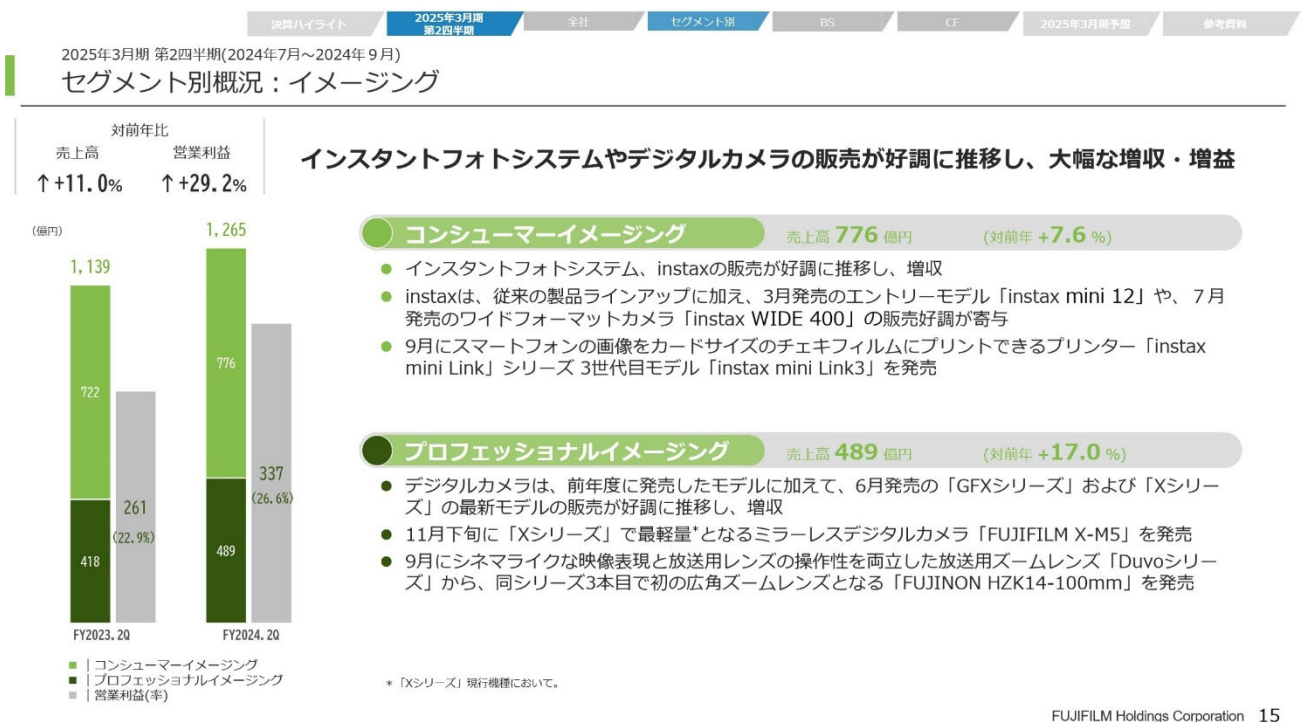 決算ハイライト
2025年3月期
第2四半期
全社
セグメント別
BS
CF
2025年3月期予想
参考資料
2025年3月期 第2四半期(2024年7月~2024年9月)
セグメント別概況：イメージング
対前年比
売上高
営業利益
↑+11.0%
↑+29.2%
インスタントフォトシステムやデジタルカメラの販売が好調に推移し、大幅な増収・増益
(億円)
1,139
722
418
261
(22.9%)
FY2023.2Q
1,265
776
489
337
(26.6%)
FY2024.2Q
■ | コンシューマーイメージング
■ | プロフェッショナルイメージング
■ | 営業利益(率)
コンシューマーイメージング 売上高 776 億円 (対前年 +7.6 %)
● インスタントフォトシステム、instaxの販売が好調に推移し、増収
● instaxは、従来の製品ラインアップに加え、3月発売のエントリーモデル「instax mini 12」や、７月
発売のワイドフォーマットカメラ「instax WIDE 400」の販売好調が寄与
● 9月にスマートフォンの画像をカードサイズのチェキフィルムにプリントできるプリンター「instax
mini Link」シリーズ 3世代目モデル「instax mini Link3」を発売
プロフェッショナルイメージング 売上高 489 億円 (対前年 +17.0 %)
● デジタルカメラは、前年度に発売したモデルに加えて、6月発売の「GFXシリーズ」および「Xシリー
ズ」の最新モデルの販売が好調に推移し、増収
● 11月下旬に「Xシリーズ」で最軽量*となるミラーレスデジタルカメラ「FUJIFILM X-M5」を発売
● 9月にシネマライクな映像表現と放送用レンズの操作性を両立した放送用ズームレンズ「Duvoシリー
ズ」から、同シリーズ3本目で初の広角ズームレンズとなる「FUJINON HZK14-100mm」を発売
*「Xシリーズ」現行機種において。
FUJIFILM Holdings Corporation 15